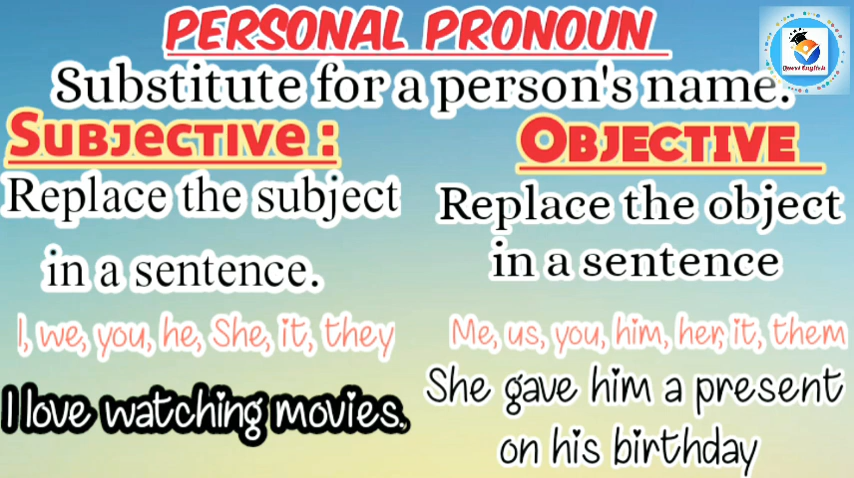 PERSONAL PRONOUN
Quest English
Substitute for a person's name.
SUBJECTIVE :
Replace the subject
in a sentence.
I, we, you, he, She, it, they
I love watching movies.
OBJECTIVE
Replace the object
in a sentence
Me, us, you, him, her, it, them
She gave him a present
on his birthday